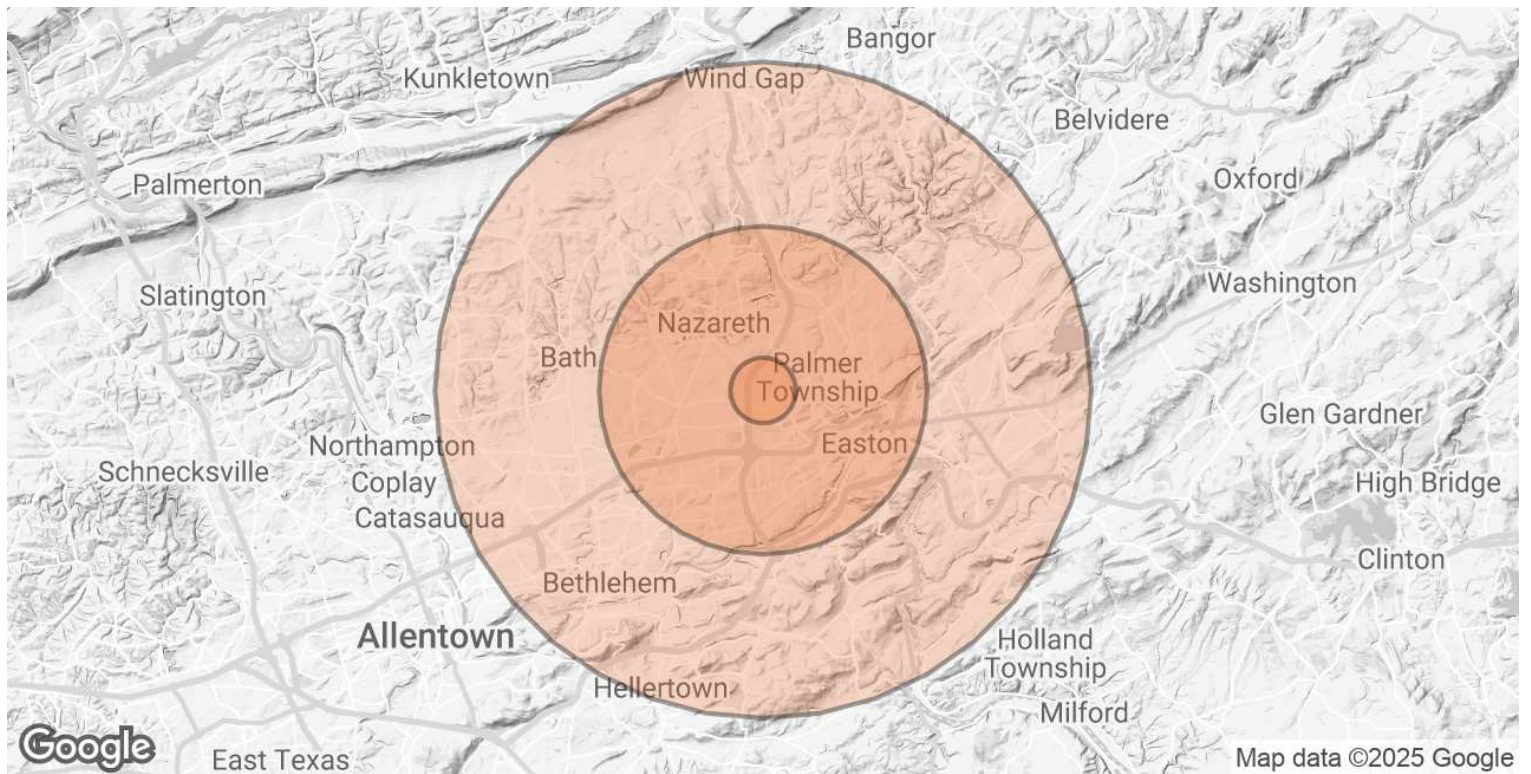 Bangor
Kunkletown
Wind Gap
Belvidere
Palmerton
Oxford
Slatington
Washington
Nazareth
Bath
Palmer
Township
Glen Gardner
Easton
Northampton
Schnecksville
Coplay
High Bridge
Catasauqua
Clinton
Bethlehem
Allentown
Holland
Township
Hellertown
Milford
Google
East Texas
Map data ©2025 Google